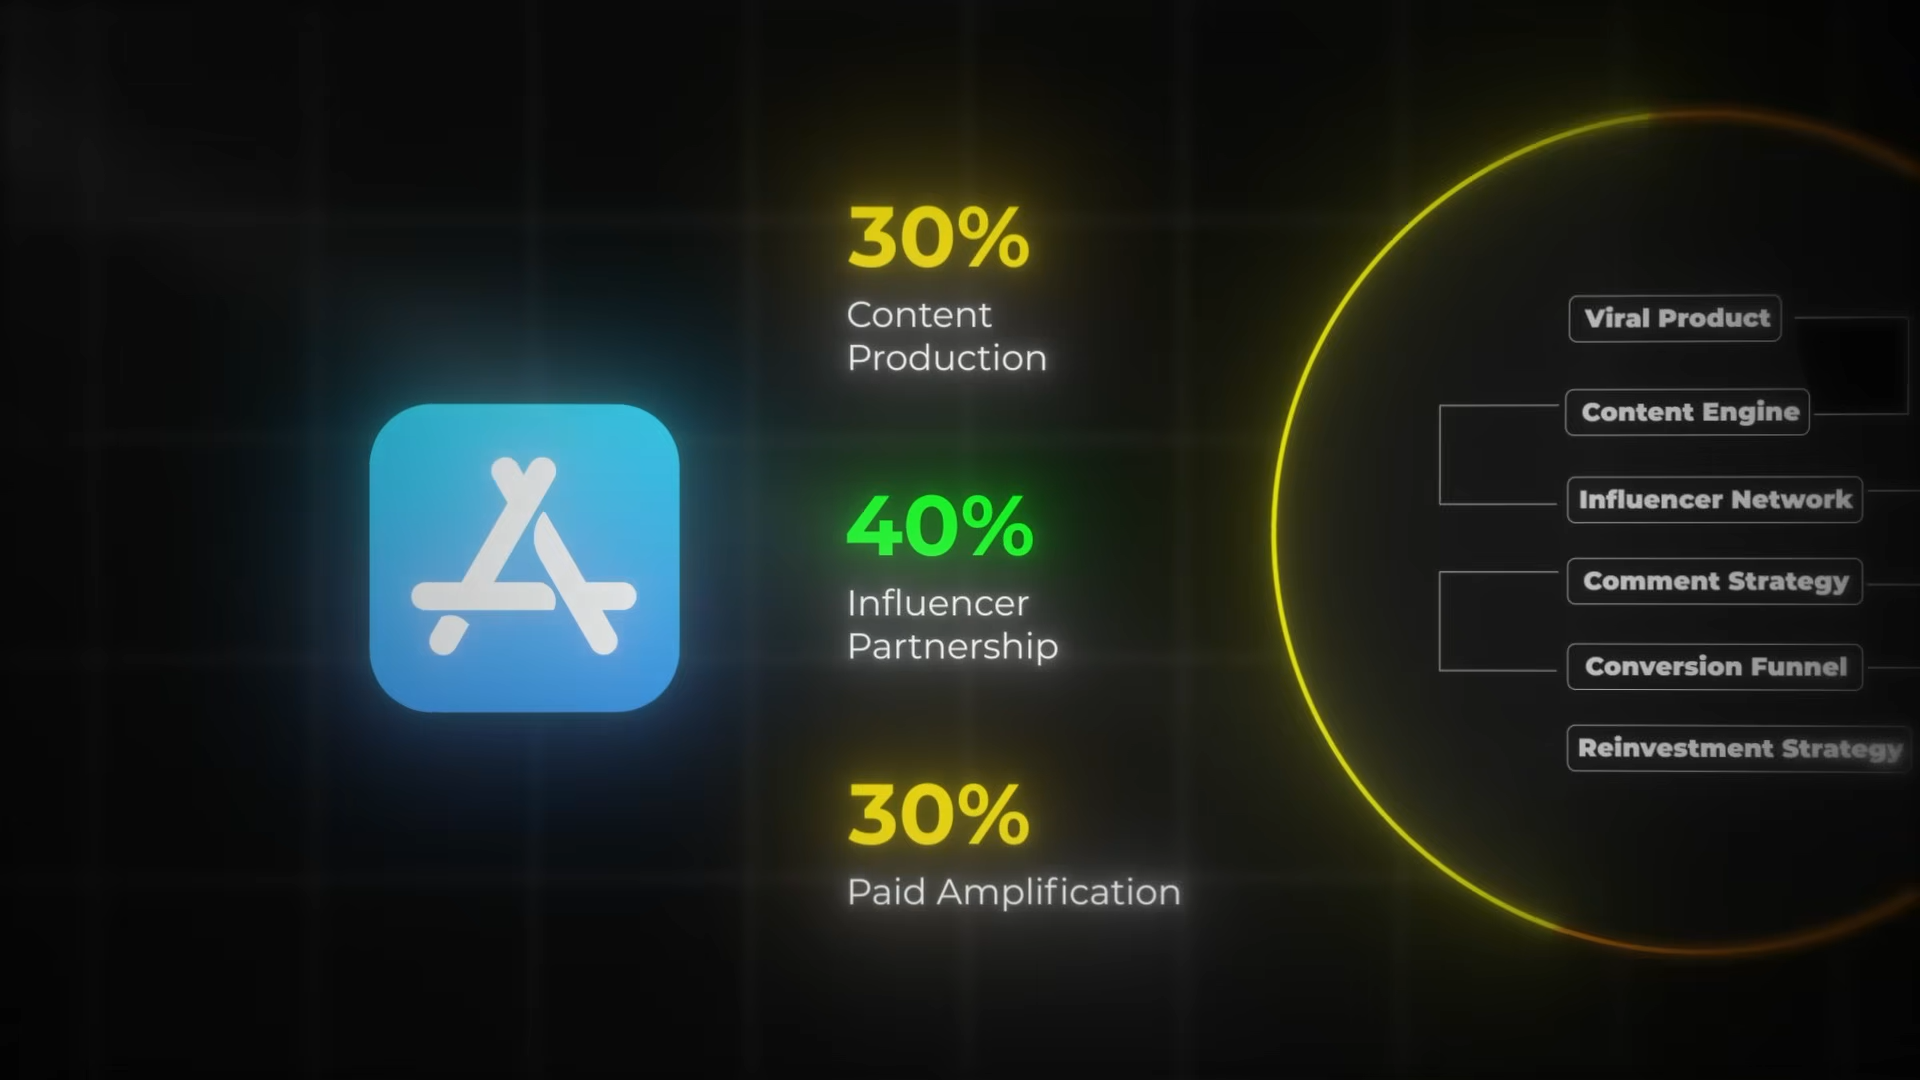 30%
Content
Production
40%
Influencer
Partnership
30%
Paid Amplification
Viral Product
Content Engine
Influencer Network
Comment Strategy
Conversion Funnel
Reinvestment Strategy